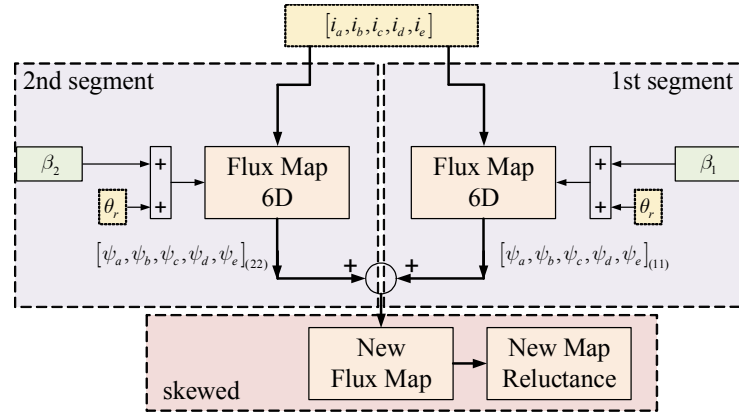 [i_a, i_b, i_c, i_d, i_e]
2nd segment
1st segment
β_2
+
+
θ_r
Flux Map
6D
Flux Map
6D
+
+
β_1
θ_r
[ψ_a, ψ_b, ψ_c, ψ_d, ψ_e]_(22)
+
+
[ψ_a, ψ_b, ψ_c, ψ_d, ψ_e]_(11)
New
Flux Map
New Map
Reluctance
skewed